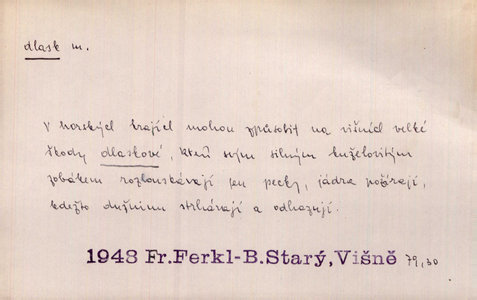 dlask m.
V horských krajích mohou způsobit na višních velké
škody dlaskové, kteří svým silným kuželovitým
zobákem rozlouskávají jen pecky, jádra požírají,
kdežto dužninu strhávají a odhazují.
1948 Fr.Ferkl-B.Starý,Višně 79,30